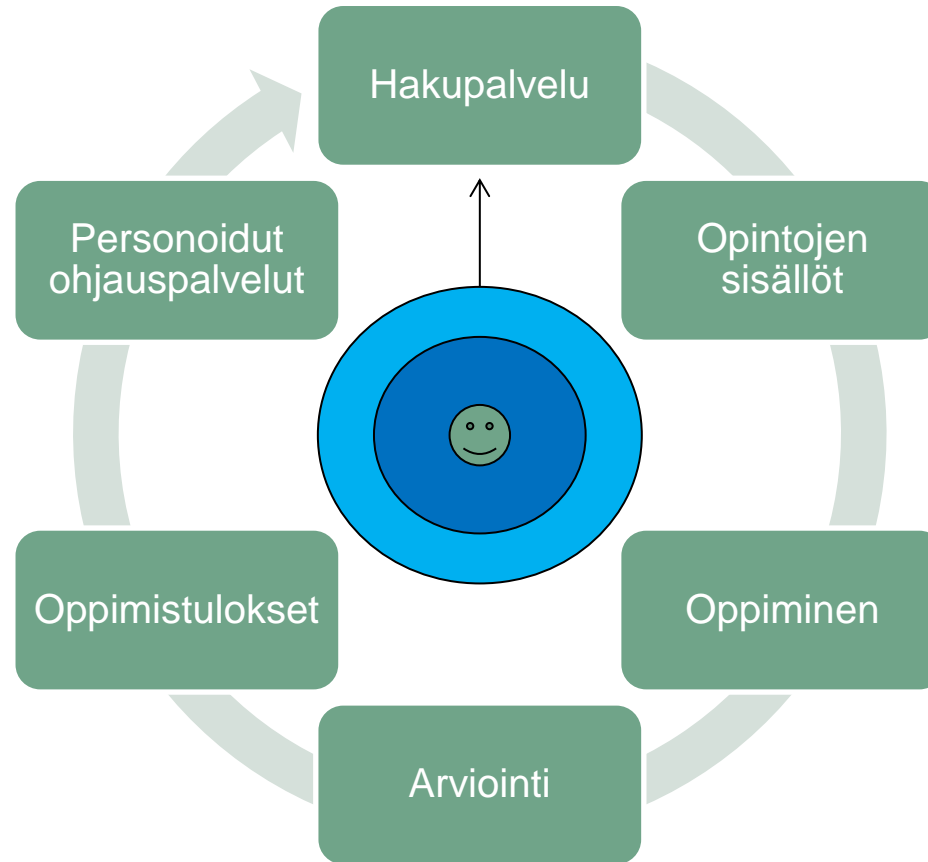 Hakupalvelu
Opintojen
sisällöt
Oppiminen
Arviointi
Oppimistulokset
Personoidut
ohjauspalvelut